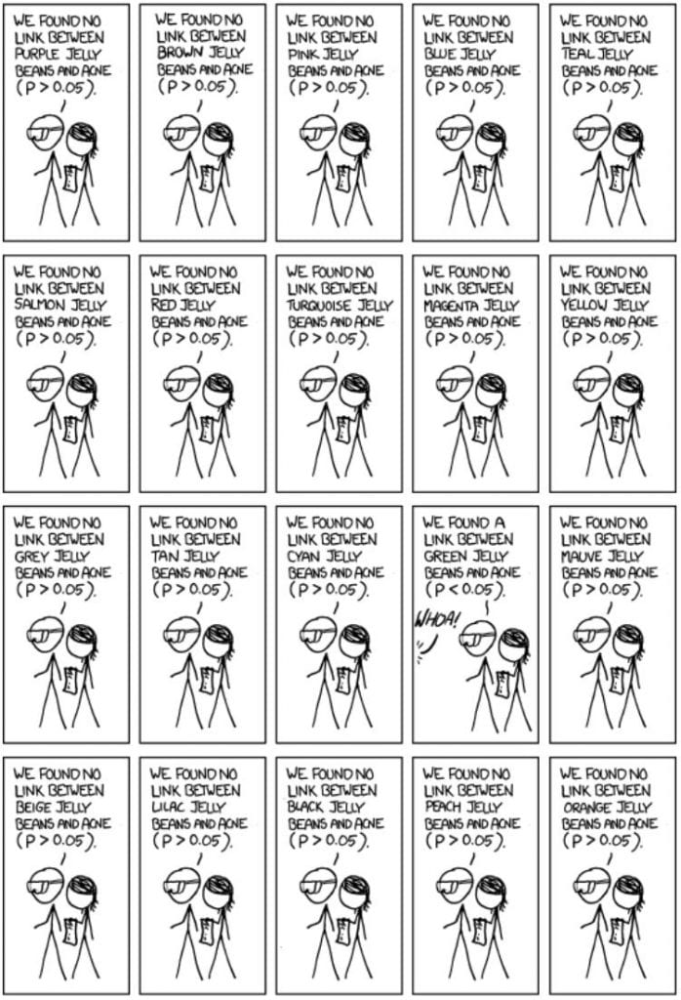 WE FOUND NO
LINK BETWEEN
PURPLE JELLY
BEANS AND ACNE
(P > 0.05).
WE FOUND NO
LINK BETWEEN
BROWN JELLY
BEANS AND ACNE
(P > 0.05).
WE FOUND NO
LINK BETWEEN
PINK JELLY
BEANS AND ACNE
(P > 0.05).
WE FOUND NO
LINK BETWEEN
BLUE JELLY
BEANS AND ACNE
(P > 0.05).
WE FOUND NO
LINK BETWEEN
TEAL JELLY
BEANS AND ACNE
(P > 0.05).
WE FOUND NO
LINK BETWEEN
SALMON JELLY
BEANS AND ACNE
(P > 0.05).
WE FOUND NO
LINK BETWEEN
RED JELLY
BEANS AND ACNE
(P > 0.05).
WE FOUND NO
LINK BETWEEN
TURQUOISE JELLY
BEANS AND ACNE
(P > 0.05).
WE FOUND NO
LINK BETWEEN
MAGENTA JELLY
BEANS AND ACNE
(P > 0.05).
WE FOUND NO
LINK BETWEEN
YELLOW JELLY
BEANS AND ACNE
(P > 0.05).
WE FOUND NO
LINK BETWEEN
GREY JELLY
BEANS AND ACNE
(P > 0.05).
WE FOUND NO
LINK BETWEEN
TAN JELLY
BEANS AND ACNE
(P > 0.05).
WE FOUND NO
LINK BETWEEN
CYAN JELLY
BEANS AND ACNE
(P > 0.05).
WE FOUND A
LINK BETWEEN
GREEN JELLY
BEANS AND ACNE
(P < 0.05).
WHOA!
WE FOUND NO
LINK BETWEEN
MAUVE JELLY
BEANS AND ACNE
(P > 0.05).
WE FOUND NO
LINK BETWEEN
BEIGE JELLY
BEANS AND ACNE
(P > 0.05).
WE FOUND NO
LINK BETWEEN
LILAC JELLY
BEANS AND ACNE
(P > 0.05).
WE FOUND NO
LINK BETWEEN
BLACK JELLY
BEANS AND ACNE
(P > 0.05).
WE FOUND NO
LINK BETWEEN
PEACH JELLY
BEANS AND ACNE
(P > 0.05).
WE FOUND NO
LINK BETWEEN
ORANGE JELLY
BEANS AND ACNE
(P > 0.05).